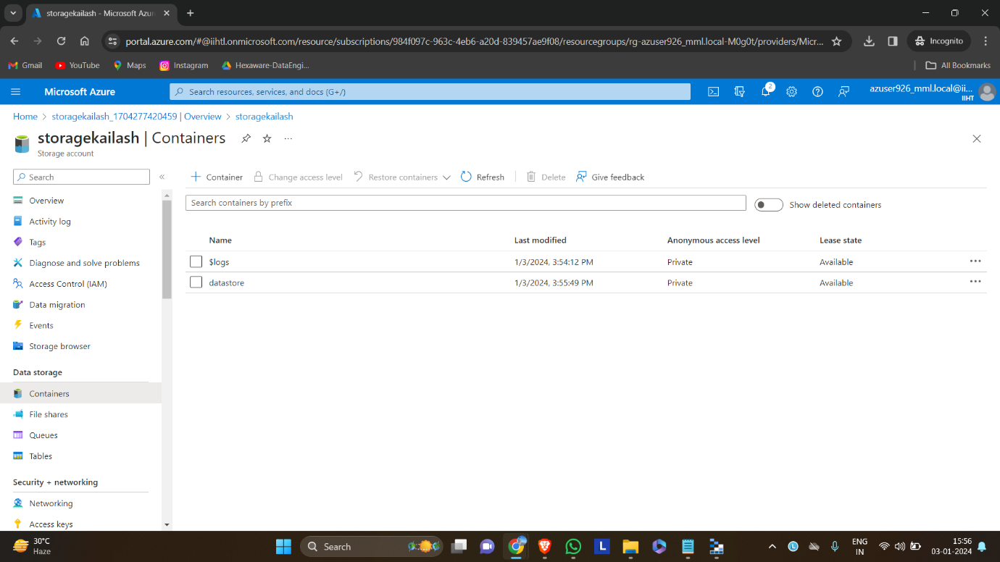 storagekailash - Microsoft Azur
portal.azure.com/#@iihtl.onmicrosoft.com/resource/subscriptions/984f097c-963c-4eb6-a20d-839457ae9f08/resourcegroups/rg-azuser926_mml.local-M0g0t/providers/Micr...
Incognito
Gmail
YouTube
Maps
Instagram
Hexaware-DataEngi...
All Bookmarks
Microsoft Azure
Search resources, services, and docs (G+/)
2
azuser926_mml.local@ii...
IIHT
Home > storagekailash_1704277420459 | Overview > storagekailash
storagekailash | Containers
Storage account
Search
Container
Change access level
Restore containers
Refresh
Delete
Give feedback
Search containers by prefix
Show deleted containers
Overview
Activity log
Tags
Diagnose and solve problems
Access Control (IAM)
Data migration
Events
Storage browser
Data storage
Containers
File shares
Queues
Tables
Security + networking
Networking
Access keys
Name Last modified Anonymous access level Lease state
$logs 1/3/2024, 3:54:12 PM Private Available
datastore 1/3/2024, 3:55:49 PM Private Available
30°C
Haze
Search
L
L
ENG
IN
15:56
03-01-2024